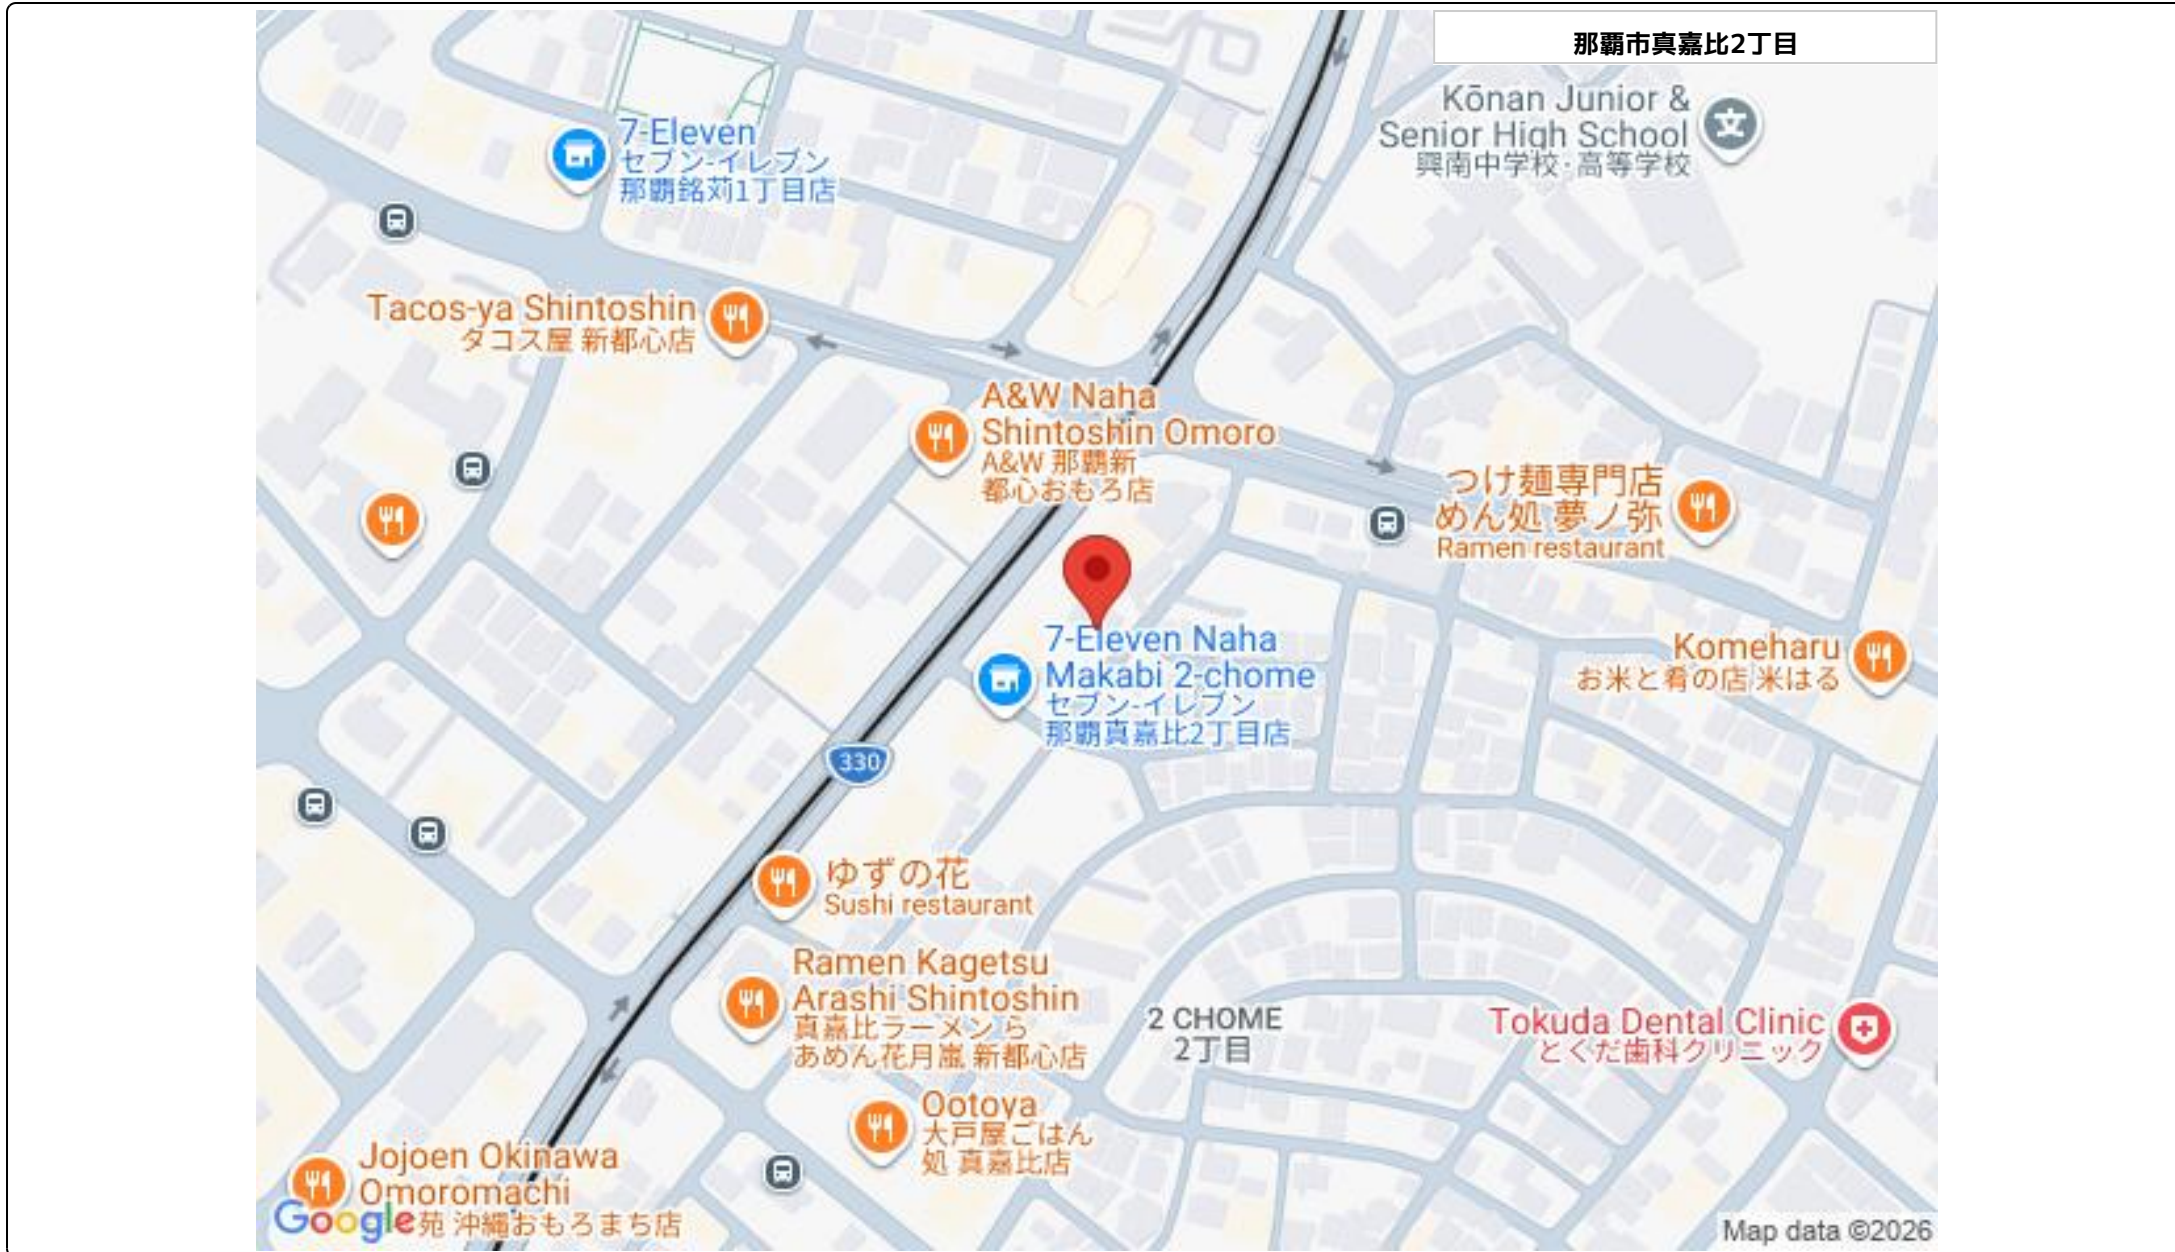 那覇市真嘉比2丁目
Kōnan Junior &
Senior High School
興南中学校・高等学校
7-Eleven
セブン-イレブン
那覇銘苅1丁目店
Tacos-ya Shintoshin
タコス屋 新都心店
A&W Naha
Shintoshin Omoro
A&W 那覇新
都心おもろ店
つけ麺専門店
めん処 夢ノ弥
Ramen restaurant
7-Eleven Naha
Makabi 2-chome
セブン-イレブン
那覇真嘉比2丁目店
Komeharu
お米と肴の店 米はる
330
ゆずの花
Sushi restaurant
Ramen Kagetsu
Arashi Shintoshin
真嘉比ラーメン ら
あめん花月嵐 新都心店
2 CHOME
2丁目
Tokuda Dental Clinic
とくだ歯科クリニック
Ootoya
大戸屋ごはん
処 真嘉比店
Jojoen Okinawa
Omoromachi
苑 沖縄おもろまち店
Google
Map data ©2026